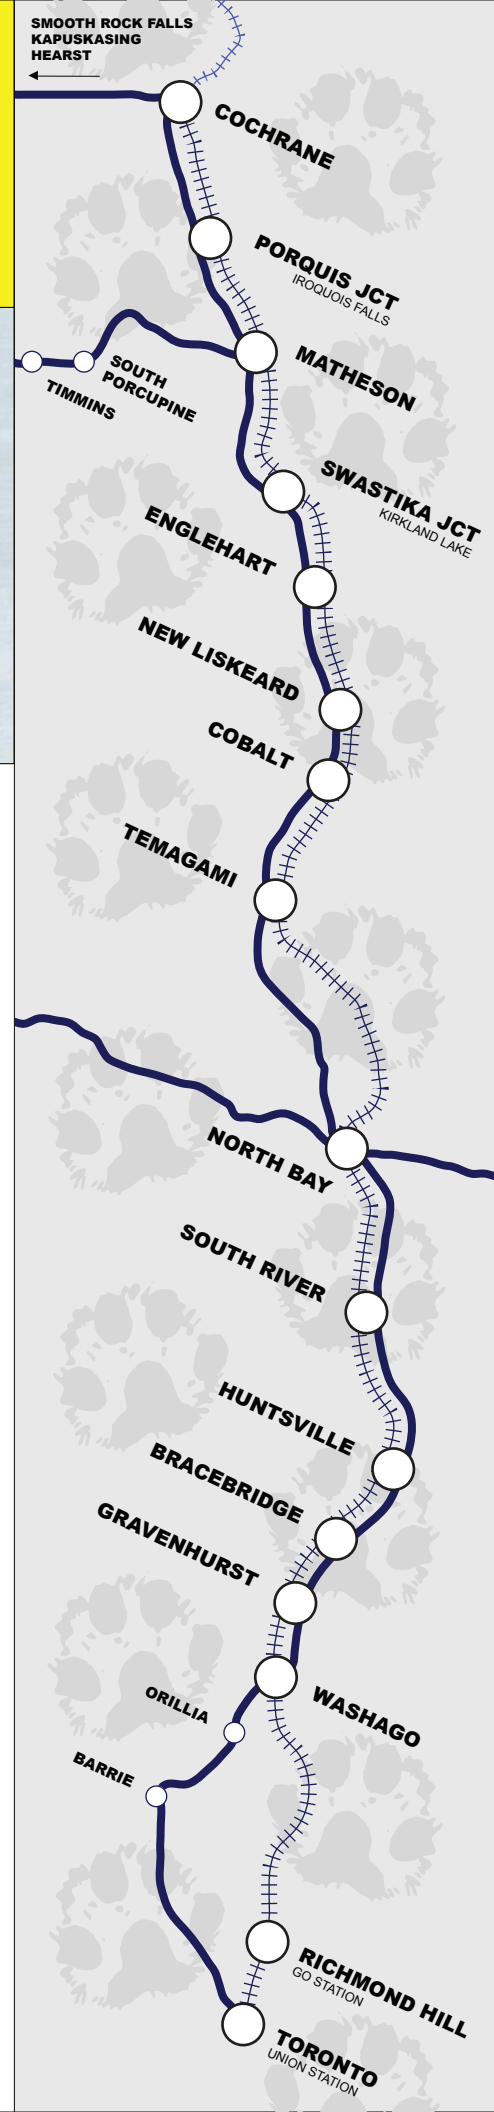 SMOOTH ROCK FALLS
KAPUSKASING
HEARST
COCHRANE
PORQUIS JCT
IROQUOIS FALLS
MATHESON
SOUTH
PORCUPINE
TIMMINS
SWASTIKA JCT
KIRKLAND LAKE
ENGLEHART
NEW LISKEARD
COBALT
TEMAGAMI
NORTH BAY
SOUTH RIVER
HUNTSVILLE
BRACEBRIDGE
GRAVENHURST
WASHAGO
ORILLIA
BARRIE
RICHMOND HILL
GO STATION
TORONTO
UNION STATION